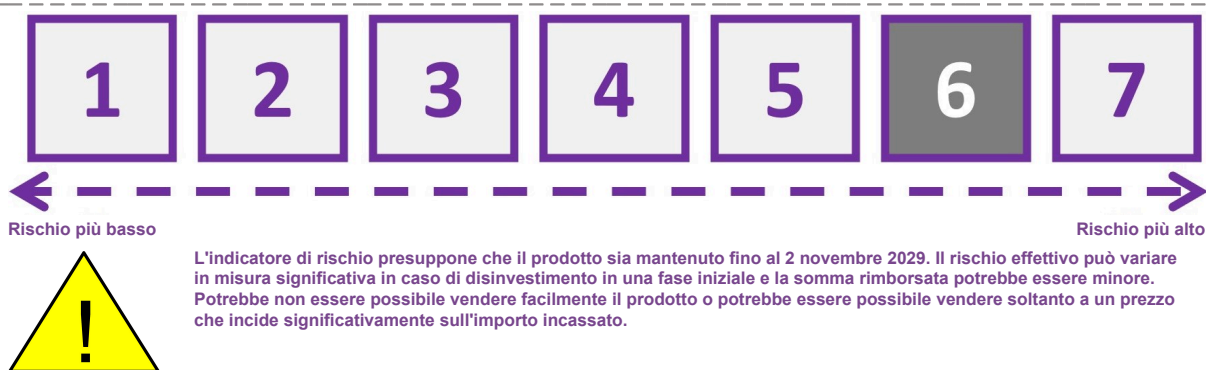 1 2 3 4 5 6 7
Rischio più basso Rischio più alto
!
L'indicatore di rischio presuppone che il prodotto sia mantenuto fino al 2 novembre 2029. Il rischio effettivo può variare
in misura significativa in caso di disinvestimento in una fase iniziale e la somma rimborsata potrebbe essere minore.
Potrebbe non essere possibile vendere facilmente il prodotto o potrebbe essere possibile vendere soltanto a un prezzo
che incide significativamente sull'importo incassato.